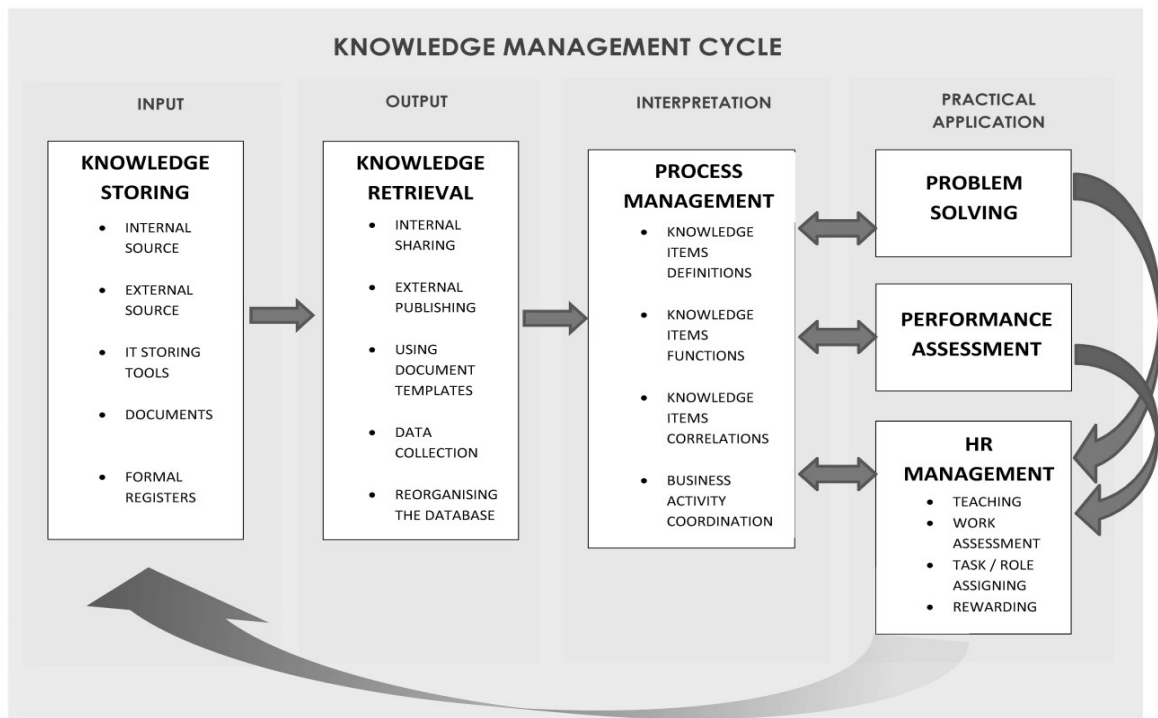 KNOWLEDGE MANAGEMENT CYCLE
INPUT
KNOWLEDGE
STORING
• INTERNAL
SOURCE
• EXTERNAL
SOURCE
• IT STORING
TOOLS
• DOCUMENTS
• FORMAL
REGISTERS
OUTPUT
KNOWLEDGE
RETRIEVAL
• INTERNAL
SHARING
• EXTERNAL
PUBLISHING
• USING
DOCUMENT
TEMPLATES
• DATA
COLLECTION
• REORGANISING
THE DATABASE
INTERPRETATION
PROCESS
MANAGEMENT
• KNOWLEDGE
ITEMS
DEFINITIONS
• KNOWLEDGE
ITEMS
FUNCTIONS
• KNOWLEDGE
ITEMS
CORRELATIONS
• BUSINESS
ACTIVITY
COORDINATION
PRACTICAL
APPLICATION
PROBLEM
SOLVING
PERFORMANCE
ASSESSMENT
HR
MANAGEMENT
• TEACHING
• WORK
ASSESSMENT
• TASK / ROLE
ASSIGNING
• REWARDING